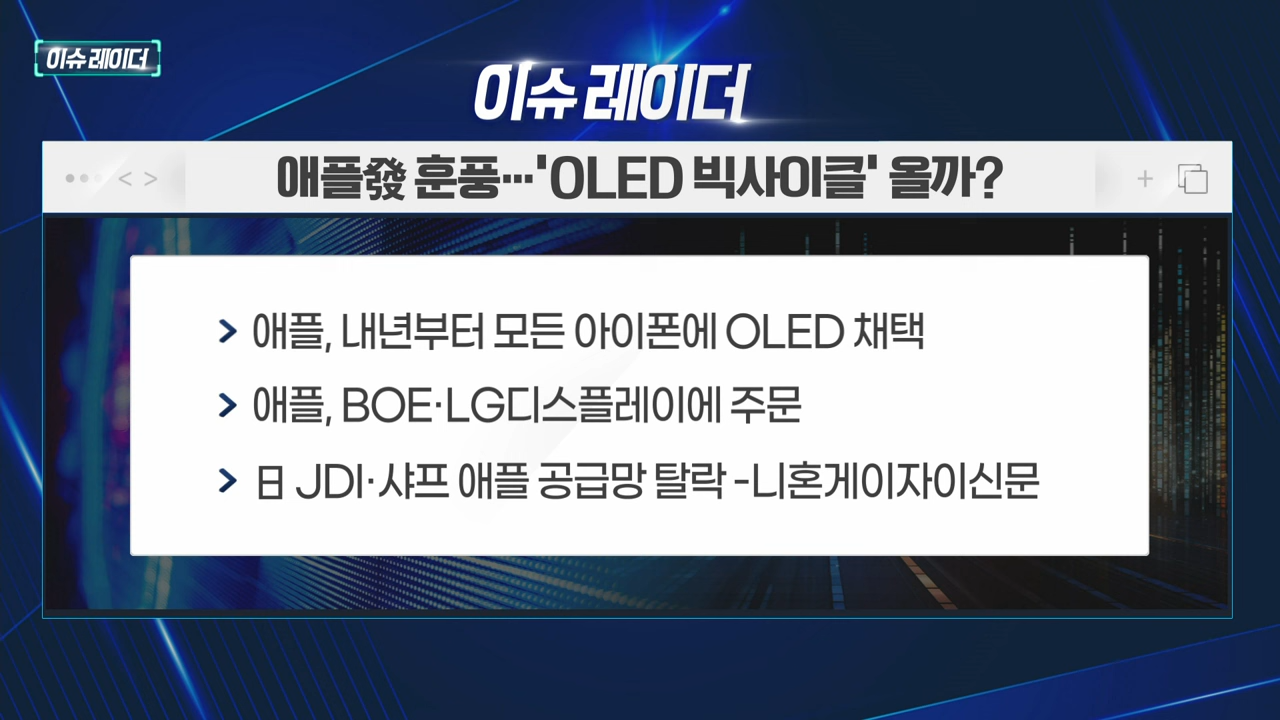 이슈 레이더
이슈 레이더
애플發 훈풍…'OLED 빅사이클' 올까?
> 애플, 내년부터 모든 아이폰에 OLED 채택
> 애플, BOE·LG디스플레이에 주문
> 日 JDI·샤프 애플 공급망 탈락 -니혼게이자이신문